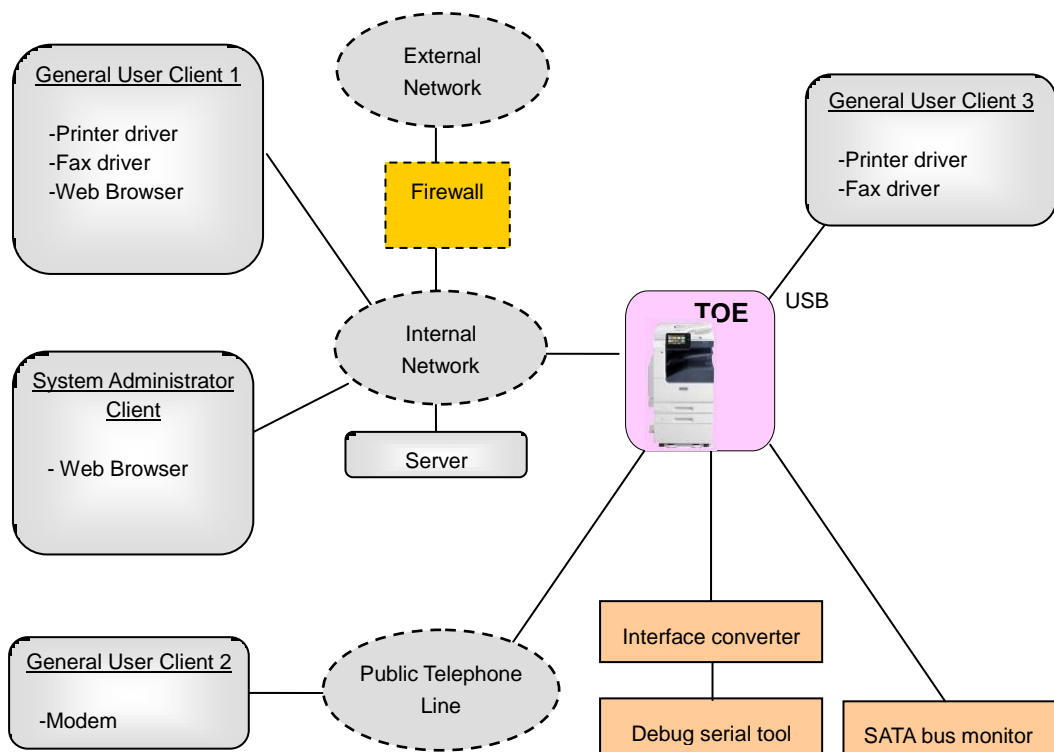 External
Network
General User Client 1
-Printer driver
-Fax driver
-Web Browser
General User Client 3
-Printer driver
-Fax driver
Firewall
TOE
USB
Internal
Network
System Administrator
Client
- Web Browser
Server
Interface converter
General User Client 2
-Modem
Public Telephone
Line
Debug serial tool
SATA bus monitor